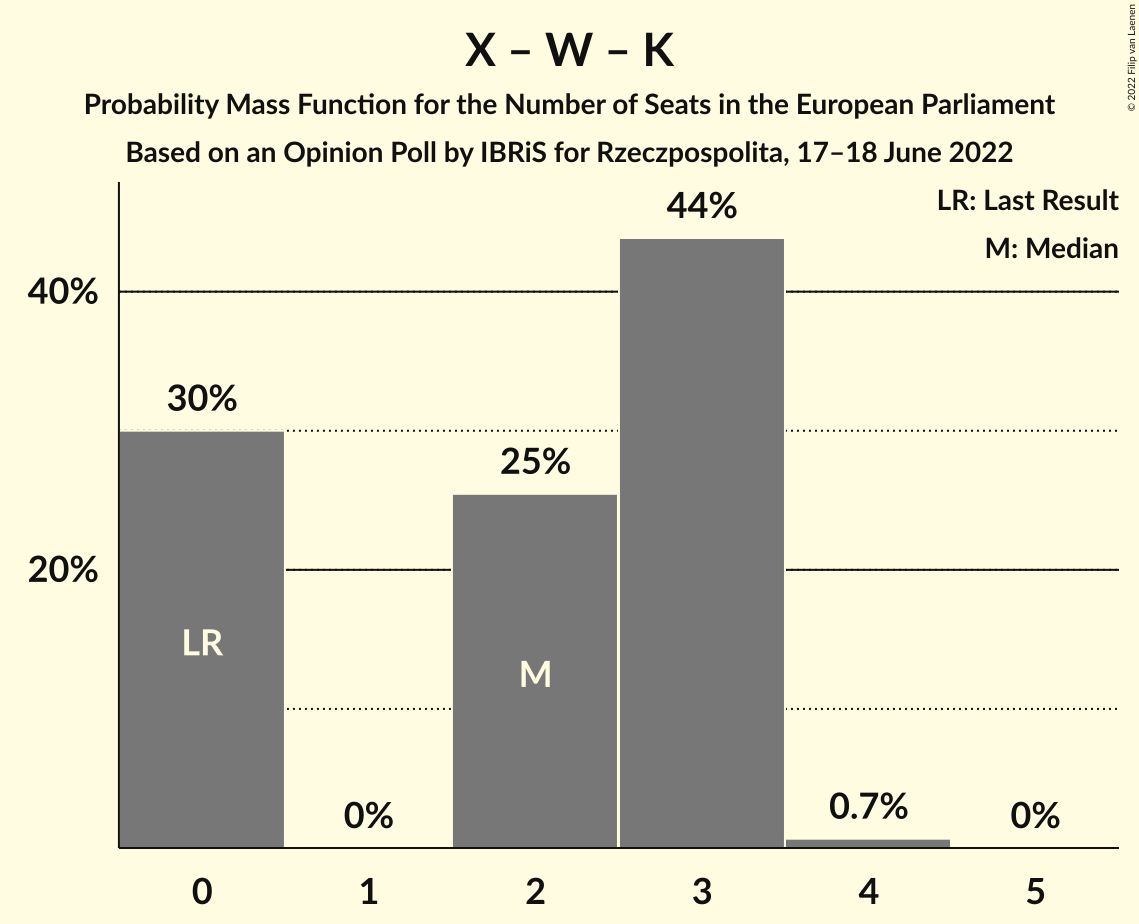 X – W – K
Probability Mass Function for the Number of Seats in the European Parliament
Based on an Opinion Poll by IBRiS for Rzeczpospolita, 17–18 June 2022
© 2022 Filip van Laenen
LR: Last Result
M: Median
44%
40%
30%
25%
20%
LR
M
0%
0.7%
0%
0 1 2 3 4 5